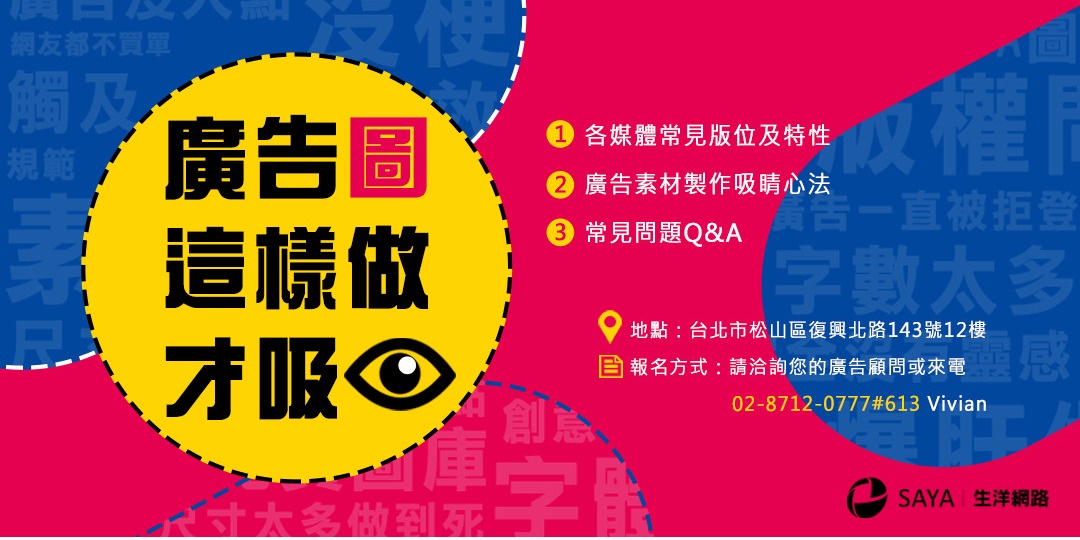 廣告圖
這樣做
才吸
1 各媒體常見版位及特性
2 廣告素材製作吸睛心法
3 常見問題Q&A
地點：台北市松山區復興北路143號12樓
報名方式：請洽詢您的廣告顧問或來電
02-8712-0777#613 Vivian
SAYA | 生洋網路
網友都不買單
觸及
規範
素
沒梗
放
版權問
廣告一直被拒登
字數太多
靈感
圖庫
創意
字體
尺寸太多做到死